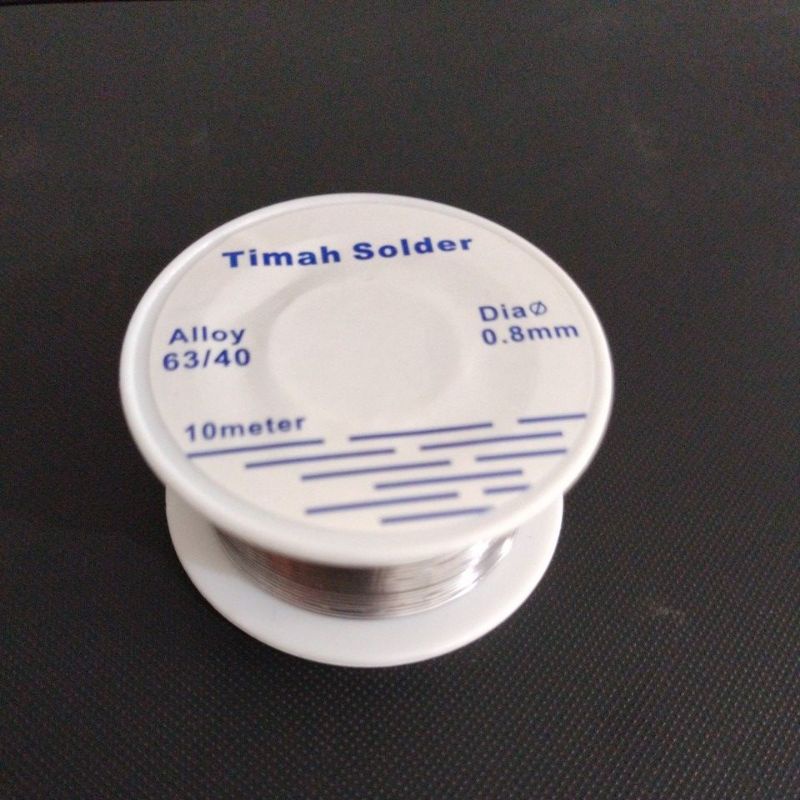 Timah Solder
Alloy
63/40
Dia∅
0.8mm
10meter